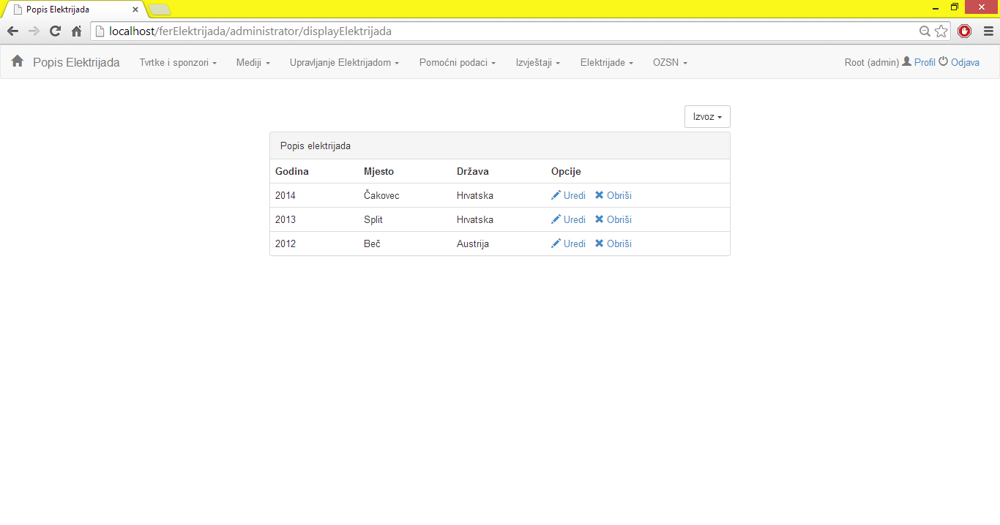 Popis Elektrijada
localhost/ferElektrijada/administrator/displayElektrijada
Popis Elektrijada Tvrtke i sponzori Mediji Upravljanje Elektrijadom Pomoćni podaci Izvještaji Elektrijade OZSN Root (admin) Profil Odjava
Izvoz
Popis elektrijada
Godina Mjesto Država Opcije
2014 Čakovec Hrvatska Uredi Obriši
2013 Split Hrvatska Uredi Obriši
2012 Beč Austrija Uredi Obriši